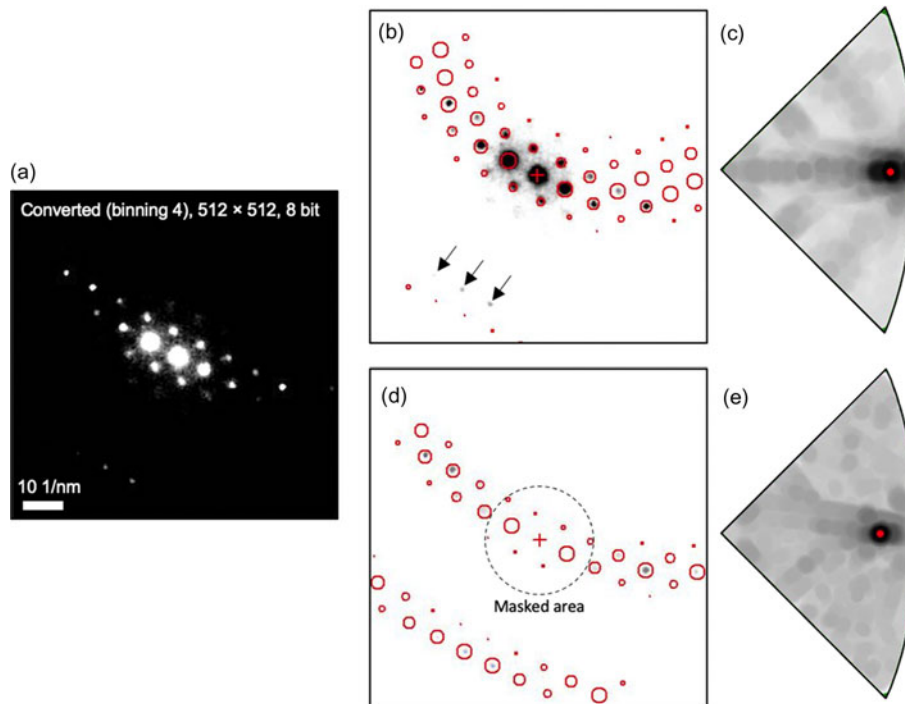 (a)
Converted (binning 4), 512 × 512, 8 bit
10 1/nm
(b)
(c)
(d)
Masked area
(e)